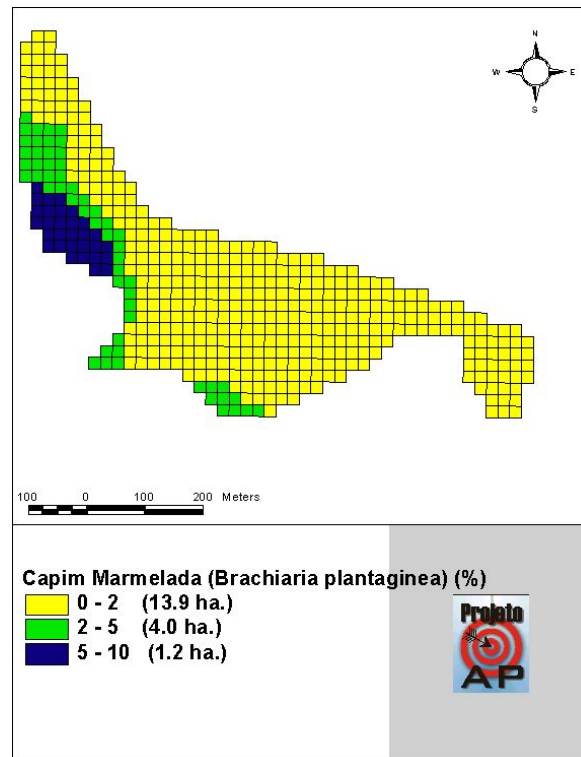 N
W E
S
100 0 100 200 Meters
Capim Marmelada (Brachiaria plantaginea) (%)
0 - 2 (13.9 ha.)
2 - 5 (4.0 ha.)
5 - 10 (1.2 ha.)
Projeto
AP